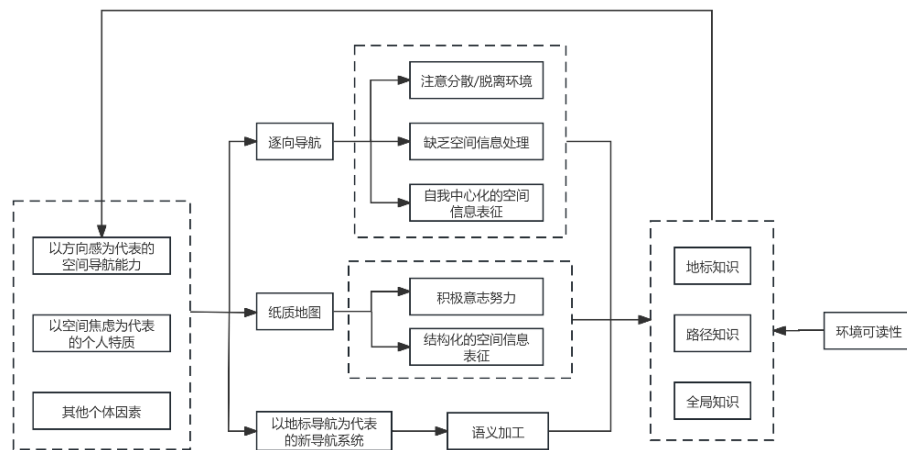 注意分散/脱离环境
逐向导航
缺乏空间信息处理
自我中心化的空间
信息表征
以方向感为代表的
空间导航能力
以空间焦虑为代表
的个人特质
其他个体因素
纸质地图
积极意志努力
结构化的空间信息
表征
以地标导航为代表
的新导航系统
语义加工
地标知识
路径知识
全局知识
环境可读性